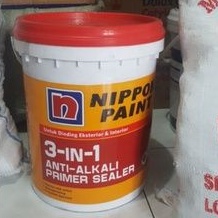 NIPPON
PAINT
Untuk Dinding Eksterior & Interior
3-IN-1
ANTI-ALKALI
PRIMER SEALER